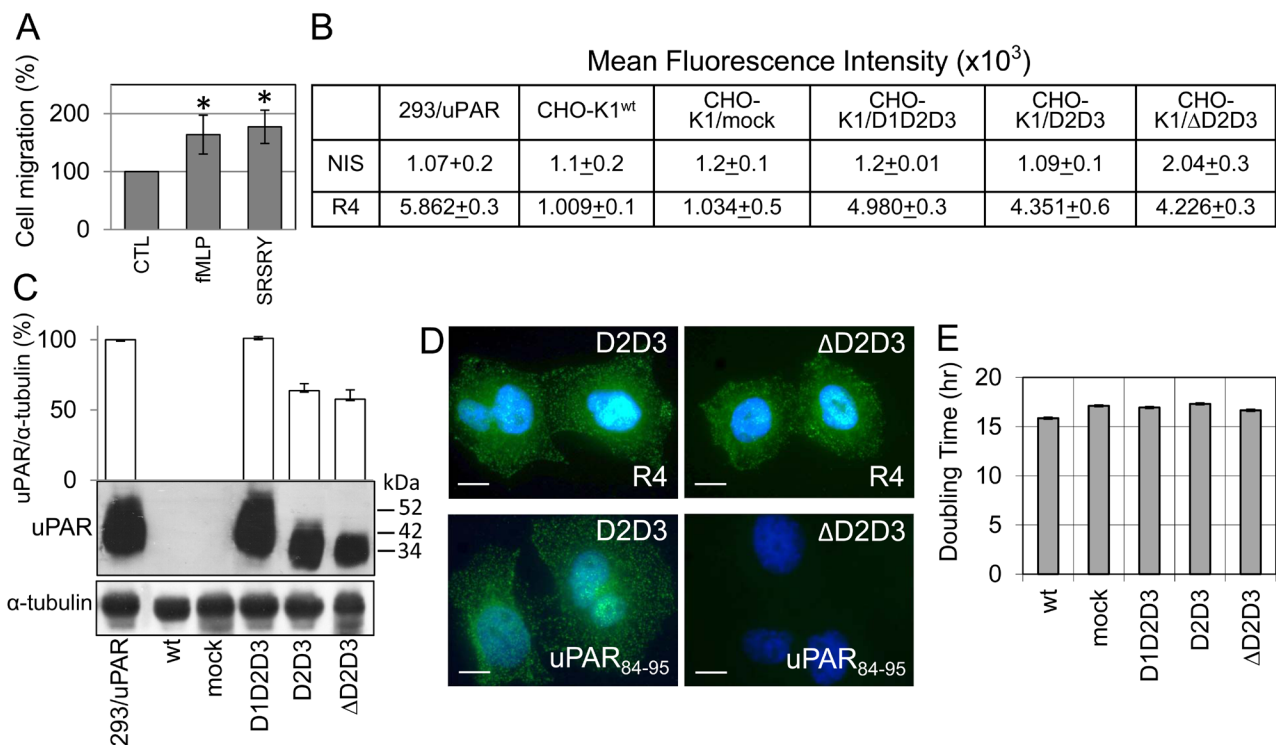 A
Cell migration (%)
200
100
0
*
*
CTL
fMLP
SRSRY
B
Mean Fluorescence Intensity (x10³)
293/uPAR
CHO-K1ʷᵗ
CHO-
K1/mock
CHO-
K1/D1D2D3
CHO-
K1/D2D3
CHO-
K1/ΔD2D3
NIS 1.07+0.2 1.1±0.2 1.2±0.1 1.2±0.01 1.09±0.1 2.04±0.3
R4 5.862±0.3 1.009±0.1 1.034±0.5 4.980±0.3 4.351±0.6 4.226±0.3
C
uPAR/α-tubulin (%)
100
50
0
kDa
52
42
34
uPAR
α-tubulin
293/uPAR
wt
mock
D1D2D3
D2D3
ΔD2D3
D
D2D3
R4
ΔD2D3
R4
D2D3
uPAR₈₄₋₉₅
ΔD2D3
uPAR₈₄₋₉₅
E
Doubling Time (hr)
20
15
10
5
0
wt
mock
D1D2D3
D2D3
ΔD2D3